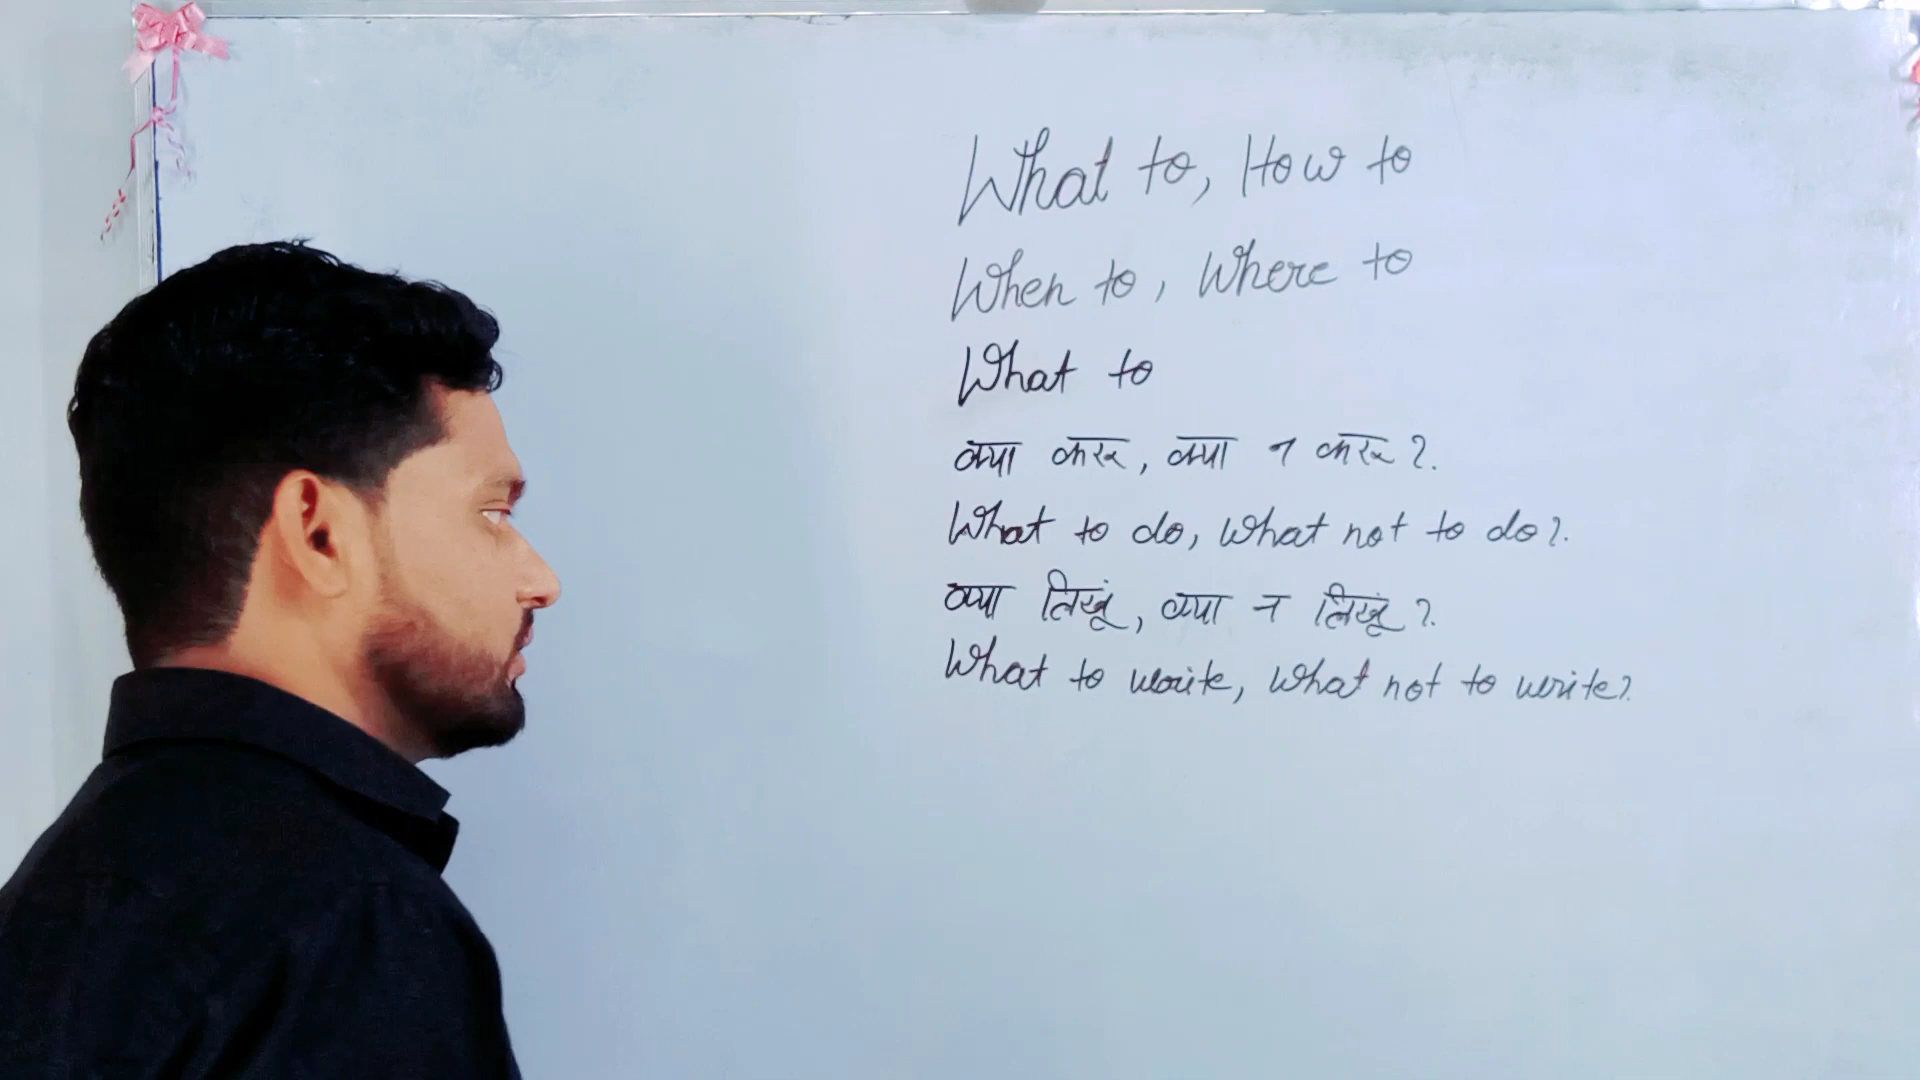 What to, How to
When to, Where to
What to
क्या करू, क्या न करू?.
What to do, What not to do?.
क्या लिखूं, क्या न लिखूं?.
What to write, What not to write?.